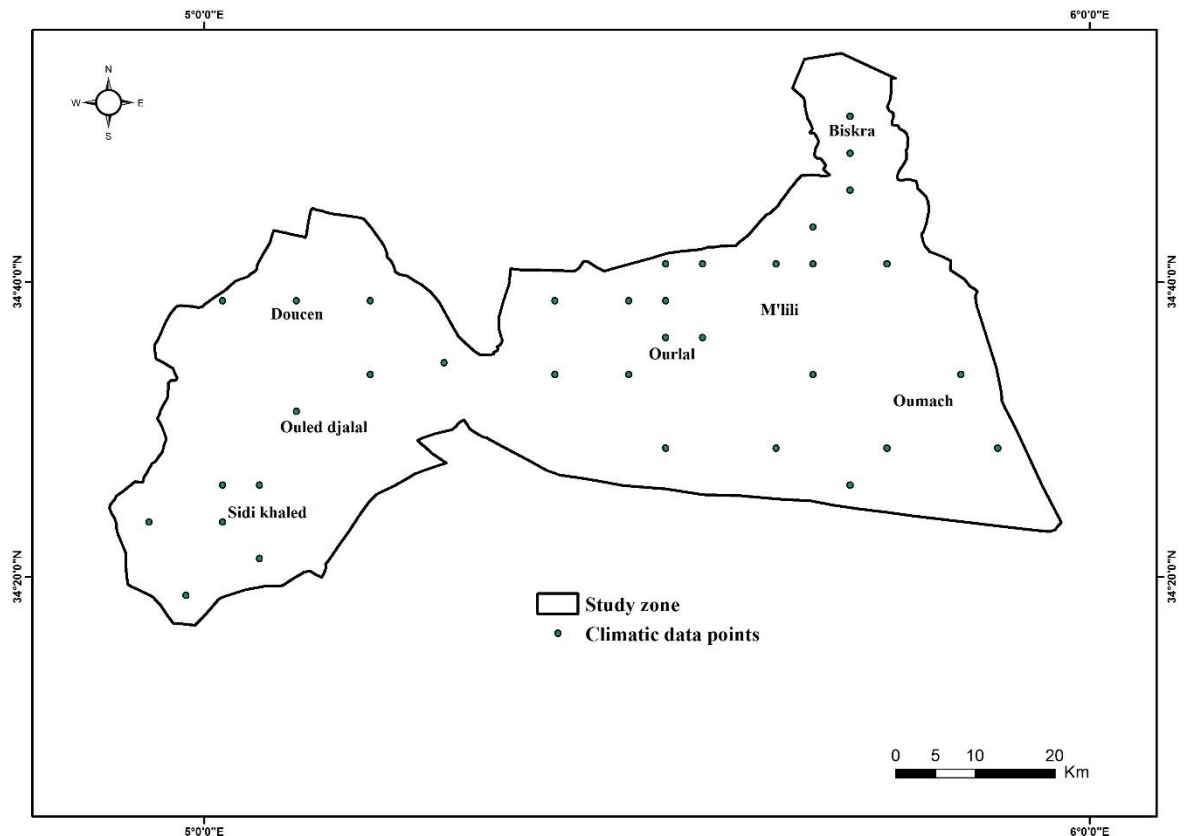 5°0'0"E
6°0'0"E
N
W
E
S
Biskra
34°40'0"N
34°40'0"N
Doucen
M'lili
Ourlal
Oumach
Ouled djalal
Sidi khaled
34°20'0"N
34°20'0"N
Study zone
Climatic data points
0 5 10 20
Km
5°0'0"E
6°0'0"E